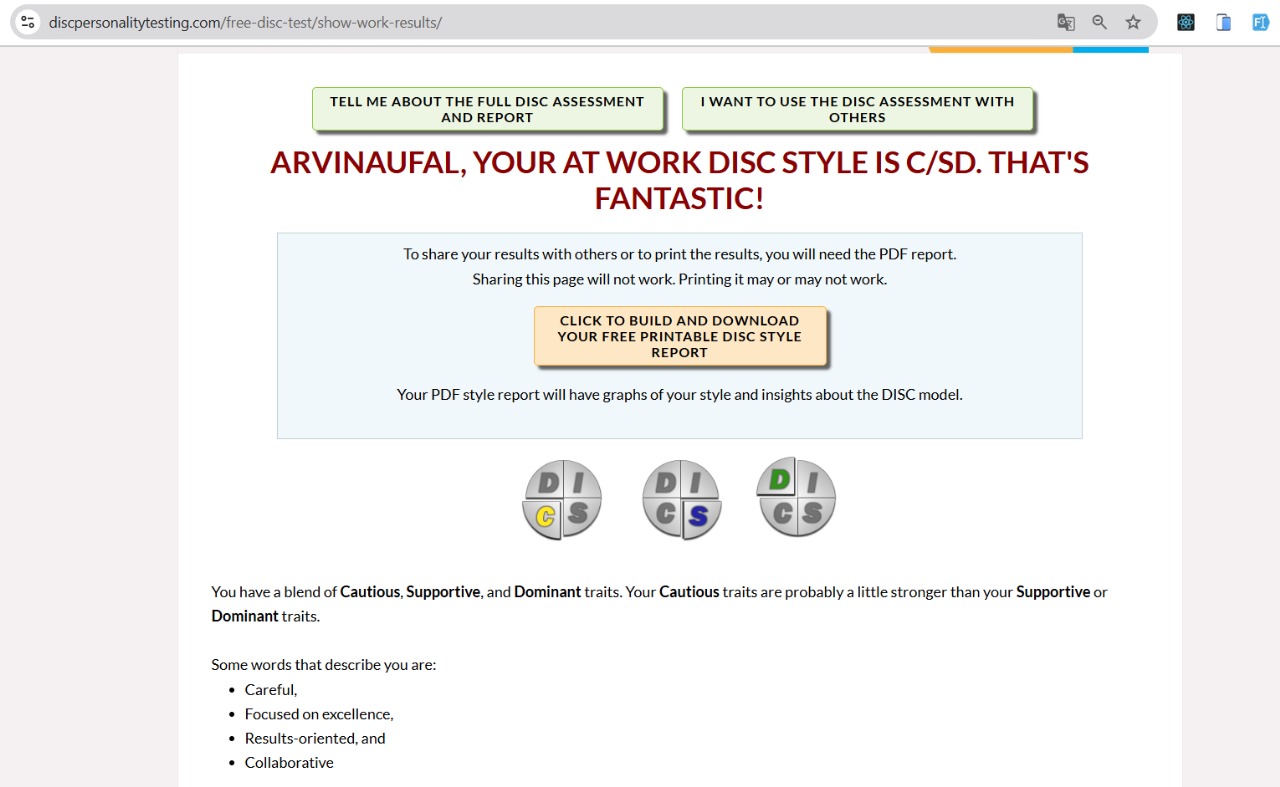 discpersonalitytesting.com/free-disc-test/show-work-results/
TELL ME ABOUT THE FULL DISC ASSESSMENT
AND REPORT
I WANT TO USE THE DISC ASSESSMENT WITH
OTHERS
ARVINAUFAL, YOUR AT WORK DISC STYLE IS C/SD. THAT'S
FANTASTIC!
To share your results with others or to print the results, you will need the PDF report.
Sharing this page will not work. Printing it may or may not work.
CLICK TO BUILD AND DOWNLOAD
YOUR FREE PRINTABLE DISC STYLE
REPORT
Your PDF style report will have graphs of your style and insights about the DISC model.
D I D I D I
C S C S C S
You have a blend of Cautious, Supportive, and Dominant traits. Your Cautious traits are probably a little stronger than your Supportive or
Dominant traits.
Some words that describe you are:
• Careful,
• Focused on excellence,
• Results-oriented, and
• Collaborative